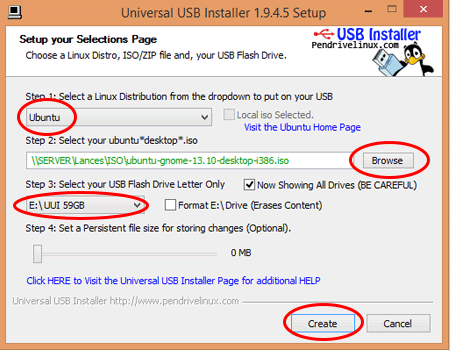 Universal USB Installer 1.9.4.5 Setup
Setup your Selections Page
Choose a Linux Distro, ISO/ZIP file and, your USB Flash Drive.
USB Installer
Pendrivelinux.com
Step 1: Select a Linux Distribution from the dropdown to put on your USB
Ubuntu
Local iso Selected.
Visit the Ubuntu Home Page
Step 2: Select your ubuntu*desktop*.iso
\\SERVER\Lances\ISO\ubuntu-gnome-13.10-desktop-i386.iso
Browse
Step 3: Select your USB Flash Drive Letter Only
Now Showing All Drives (BE CAREFUL)
E:\ UUI 59GB
Format E:\ Drive (Erases Content)
Step 4: Set a Persistent file size for storing changes (Optional).
0 MB
Click HERE to Visit the Universal USB Installer Page for additional HELP
Universal USB Installer http://www.pendrivelinux.com
Create
Cancel